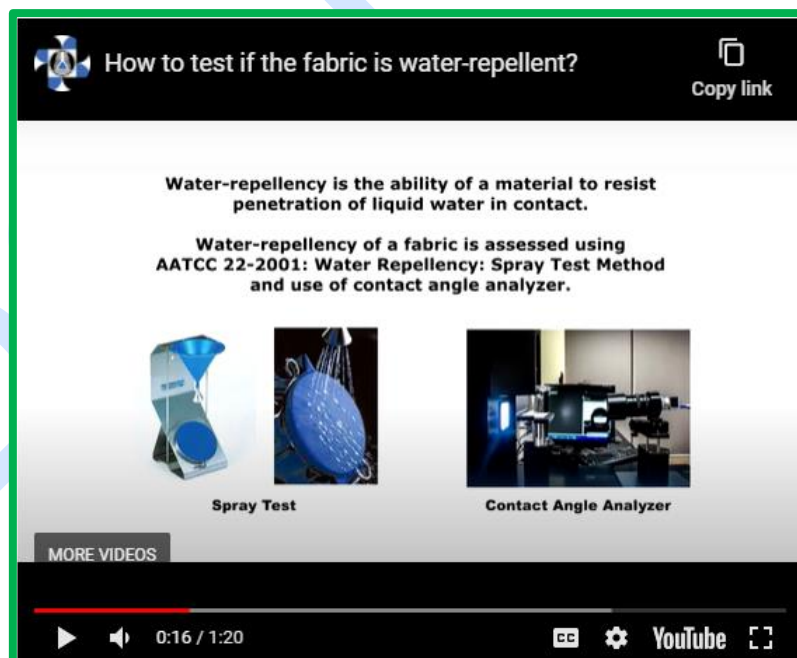 How to test if the fabric is water-repellent?
Copy link
Water-repellency is the ability of a material to resist
penetration of liquid water in contact.
Water-repellency of a fabric is assessed using
AATCC 22-2001: Water Repellency: Spray Test Method
and use of contact angle analyzer.
Spray Test
Contact Angle Analyzer
MORE VIDEOS
0:16 / 1:20
CC
YouTube